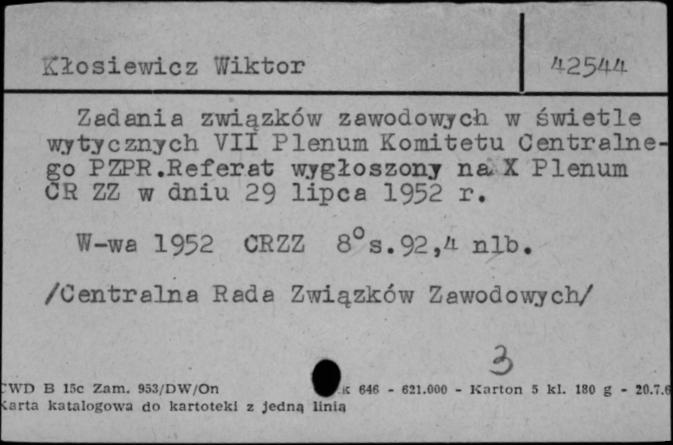 Kłosiewicz Wiktor 42544
Zadania związków zawodowych w świetle
wytycznych VII Plenum Komitetu Centralne-
go PZPR.Referat wygłoszony na X Plenum
CR ZZ w dniu 29 lipca 1952 r.
W-wa 1952 CRZZ 8° s.92,4 nlb.
/Centralna Rada Związków Zawodowych/
3
CWD B 15c Zam. 953/DW/On k 646 - 621.000 - Karton 5 kl. 180 g - 20.7.6
Karta katalogowa do kartoteki z jedną linią